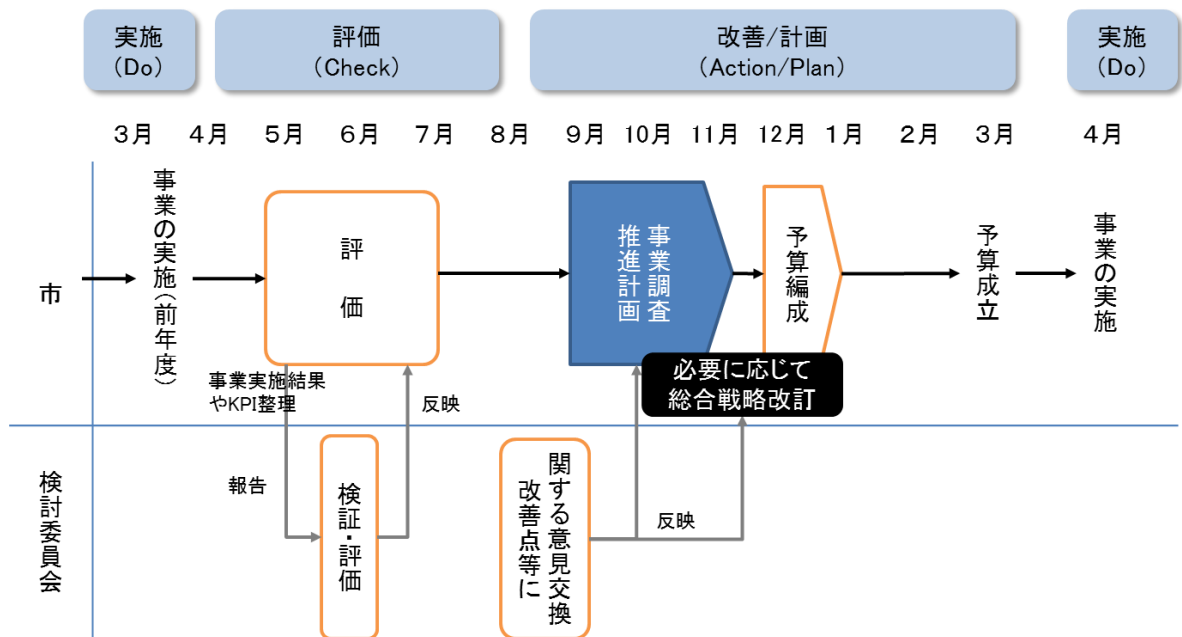 実施
(Do)
評価
(Check)
改善/計画
(Action/Plan)
実施
(Do)
3月
4月
5月
6月
7月
8月
9月
10月
11月
12月
1月
2月
3月
4月
市
事業の実施(前年度)
評価
事業調査
推進計画
予算編成
予算成立
事業の実施
事業実施結果
やKPI整理
反映
必要に応じて
総合戦略改訂
検討委員会
報告
検証・評価
改善点等に
関する意見交換
反映